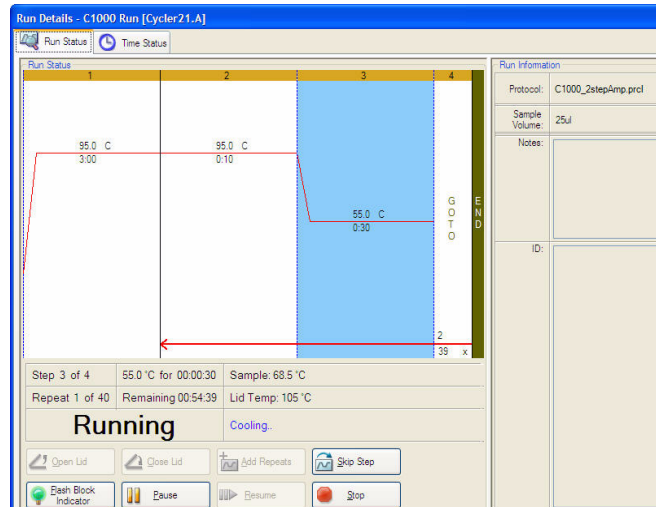 Run Details - C1000 Run [Cycler21.A]
Run Status
Time Status
Run Status
1
2
3
4
95.0 C
3:00
95.0 C
0:10
55.0 C
0:30
GOTO
END
2
39 x
Step 3 of 4
55.0 °C for 00:00:30
Sample: 68.5 °C
Repeat 1 of 40
Remaining 00:54:39
Lid Temp: 105 °C
Running
Cooling..
Open Lid
Close Lid
Add Repeats
Skip Step
Flash Block
Indicator
Pause
Resume
Stop
Run Information
Protocol:
C1000_2stepAmp.prcl
Sample
Volume:
25ul
Notes:
ID: